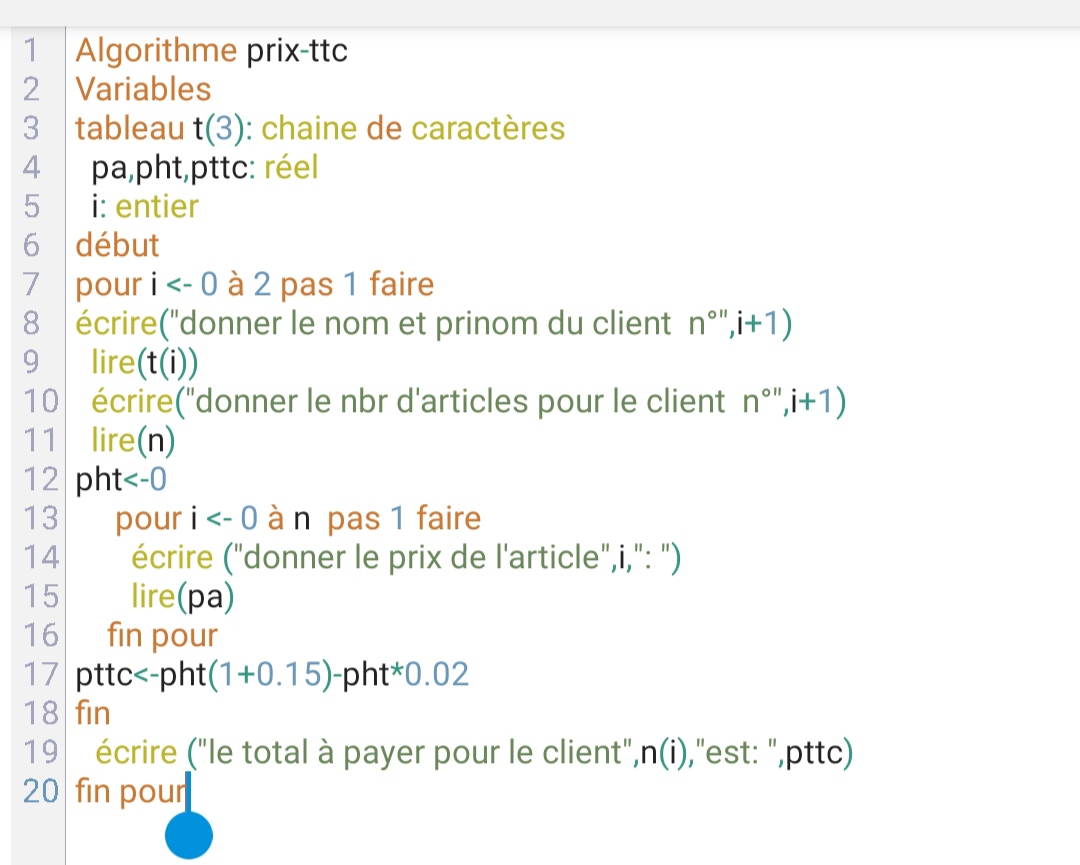 1 Algorithme prix-ttc
2 Variables
3 tableau t(3): chaine de caractères
4 pa,pht,pttc: réel
5 i: entier
6 début
7 pour i <- 0 à 2 pas 1 faire
8 écrire("donner le nom et prinom du client  n°",i+1)
9 lire(t(i))
10 écrire("donner le nbr d'articles pour le client  n°",i+1)
11 lire(n)
12 pht<-0
13 pour i <- 0 à n  pas 1 faire
14 écrire ("donner le prix de l'article",i,": ")
15 lire(pa)
16 fin pour
17 pttc<-pht(1+0.15)-pht*0.02
18 fin
19 écrire ("le total à payer pour le client",n(i),"est: ",pttc)
20 fin pour